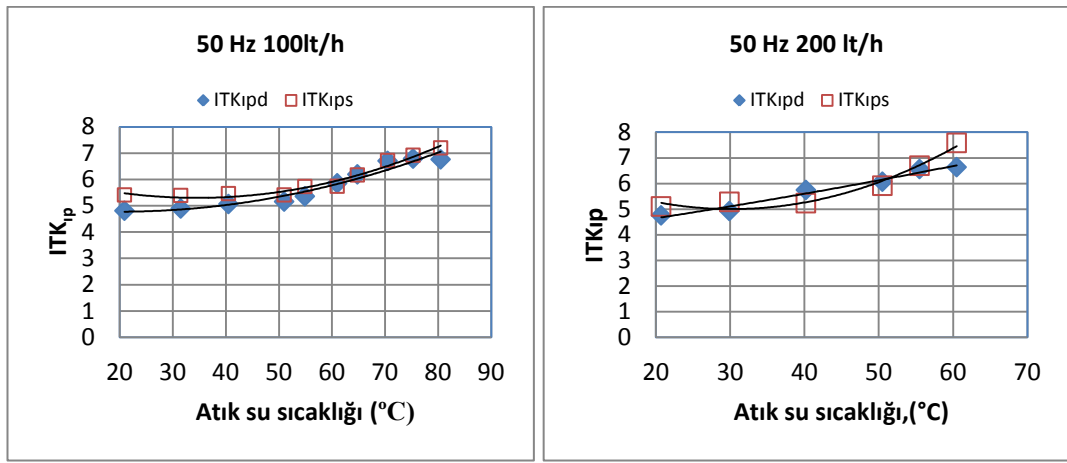 50 Hz 100lt/h
ITKıpd ITKıps
8
7
6
5
4
3
2
1
0
ITKıp
20 30 40 50 60 70 80 90
Atık su sıcaklığı (°C)
50 Hz 200 lt/h
ITKıpd ITKıps
8
7
6
5
4
3
2
1
0
ITKıp
20 30 40 50 60 70
Atık su sıcaklığı,(°C)